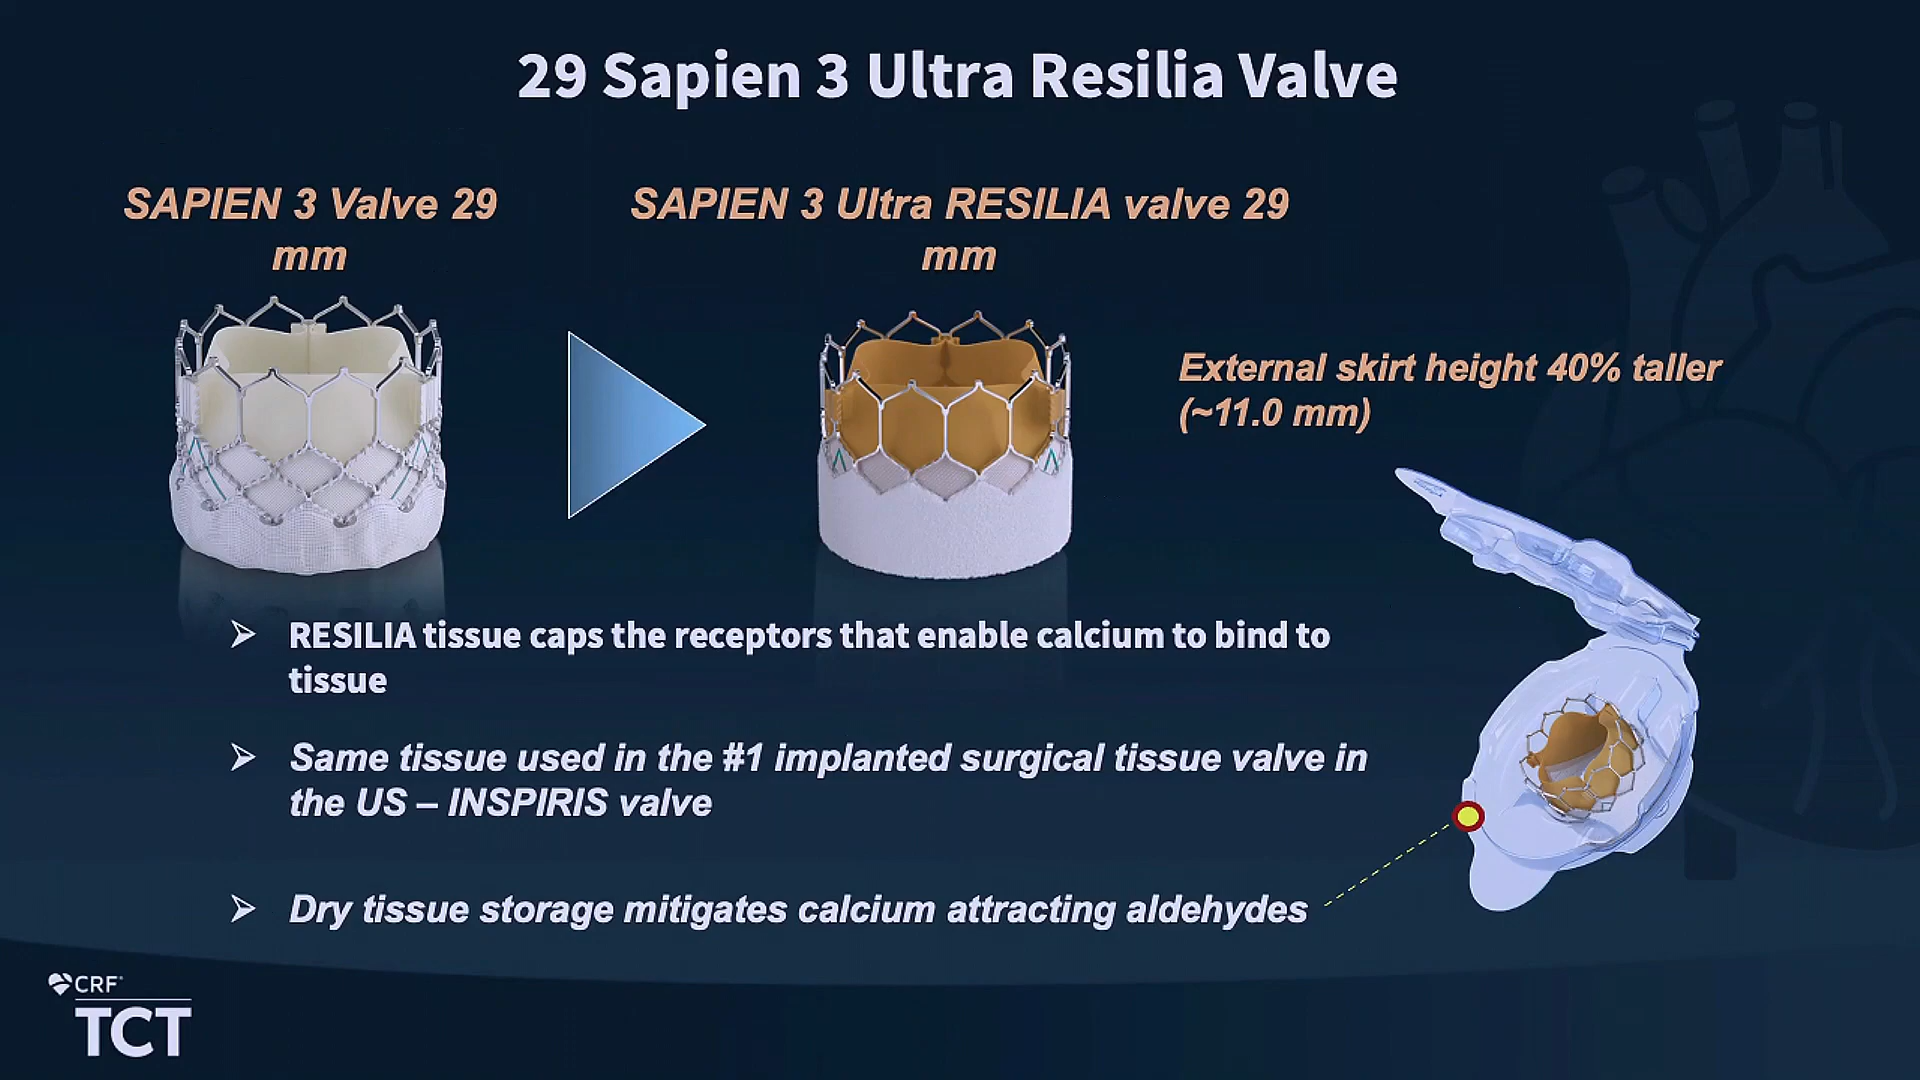 29 Sapien 3 Ultra Resilia Valve
SAPIEN 3 Valve 29
mm
SAPIEN 3 Ultra RESILIA valve 29
mm
External skirt height 40% taller
(~11.0 mm)
➢ RESILIA tissue caps the receptors that enable calcium to bind to
tissue
➢ Same tissue used in the #1 implanted surgical tissue valve in
the US – INSPIRIS valve
➢ Dry tissue storage mitigates calcium attracting aldehydes
CRF
TCT